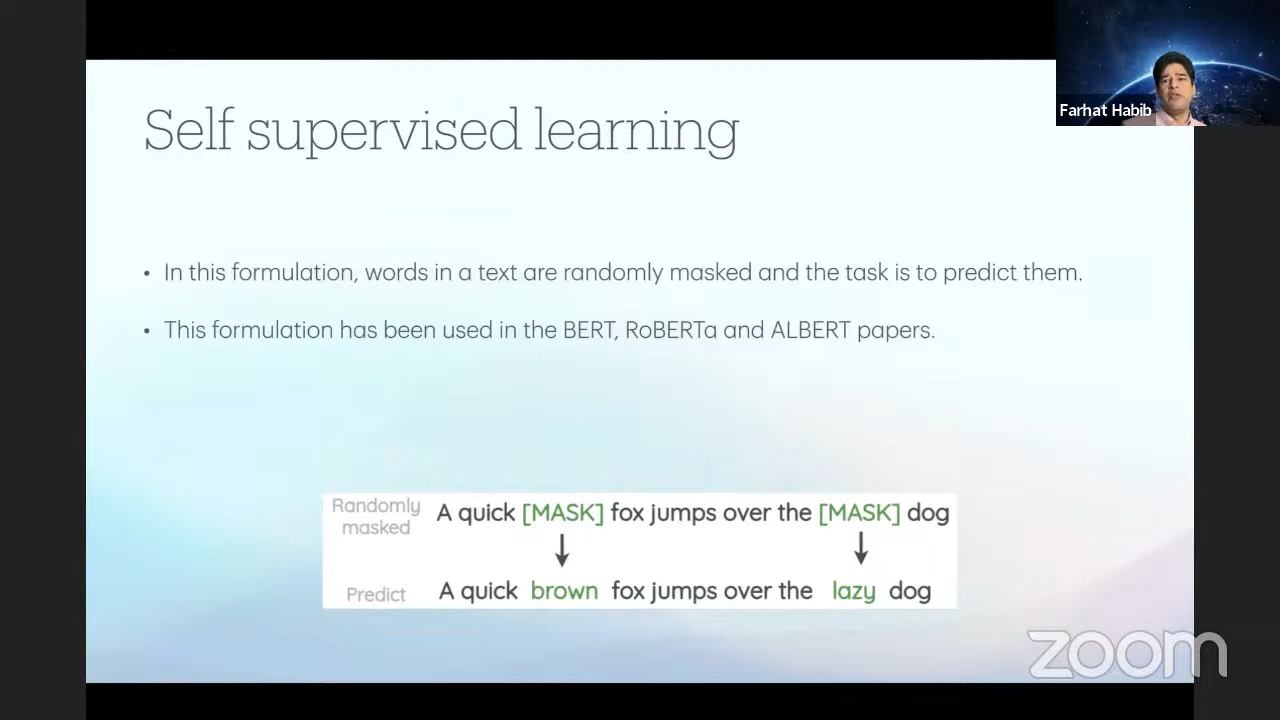 Self supervised learning
Farhat Habib
• In this formulation, words in a text are randomly masked and the task is to predict them.
• This formulation has been used in the BERT, RoBERTa and ALBERT papers.
Randomly
masked
A quick [MASK] fox jumps over the [MASK] dog
Predict
A quick brown fox jumps over the lazy dog
zoom